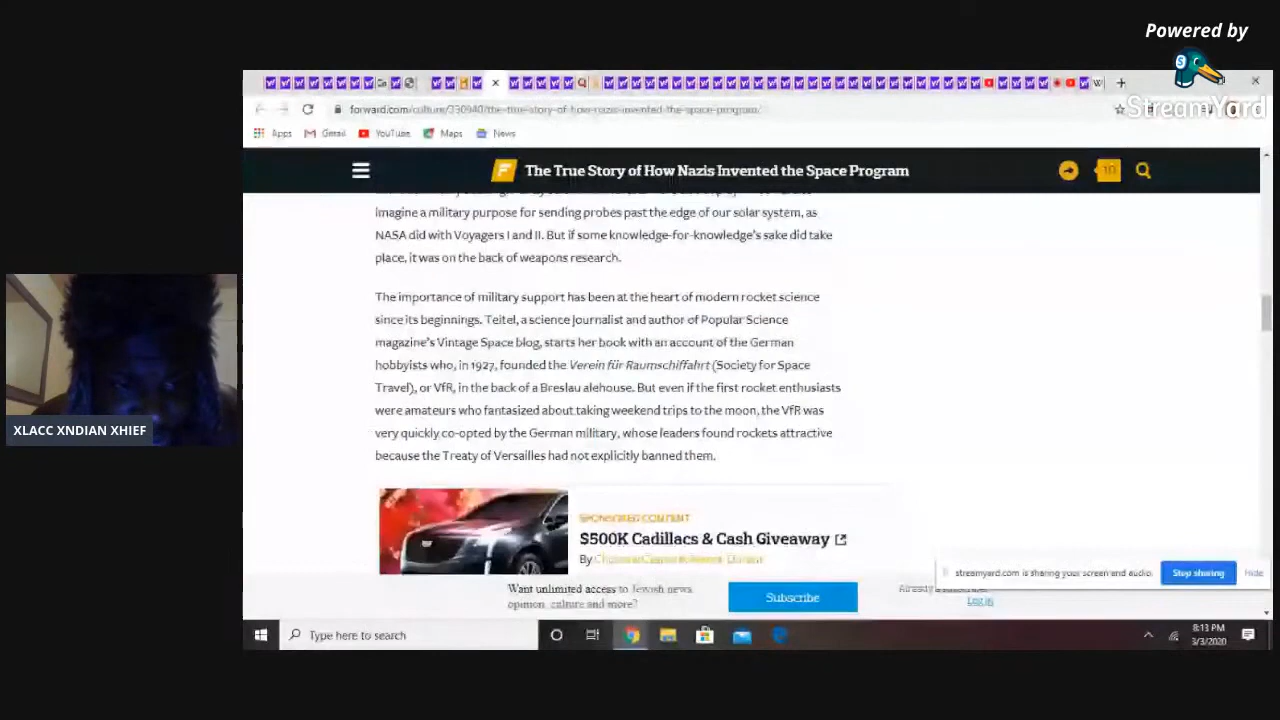 Powered by
StreamYard
forward.com/culture/330940/the-true-story-of-how-nazis-invented-the-space-program/
Apps
Gmail
YouTube
Maps
News
The True Story of How Nazis Invented the Space Program
10
imagine a military purpose for sending probes past the edge of our solar system, as
NASA did with Voyagers I and II. But if some knowledge-for-knowledge's sake did take
place, it was on the back of weapons research.
The importance of military support has been at the heart of modern rocket science
since its beginnings. Teitel, a science journalist and author of Popular Science
magazine's Vintage Space blog, starts her book with an account of the German
hobbyists who, in 1927, founded the Verein für Raumschiffahrt (Society for Space
Travel), or VfR, in the back of a Breslau alehouse. But even if the first rocket enthusiasts
were amateurs who fantasized about taking weekend trips to the moon, the VfR was
very quickly co-opted by the German military, whose leaders found rockets attractive
because the Treaty of Versailles had not explicitly banned them.
XLACC XNDIAN XHIEF
SPONSORED CONTENT
$500K Cadillacs & Cash Giveaway
By
Want unlimited access to Jewish news,
opinion, culture and more?
Subscribe
Already a
Log in
streamyard.com is sharing your screen and audio.
Stop sharing
Hide
Type here to search
8:13 PM
3/3/2020